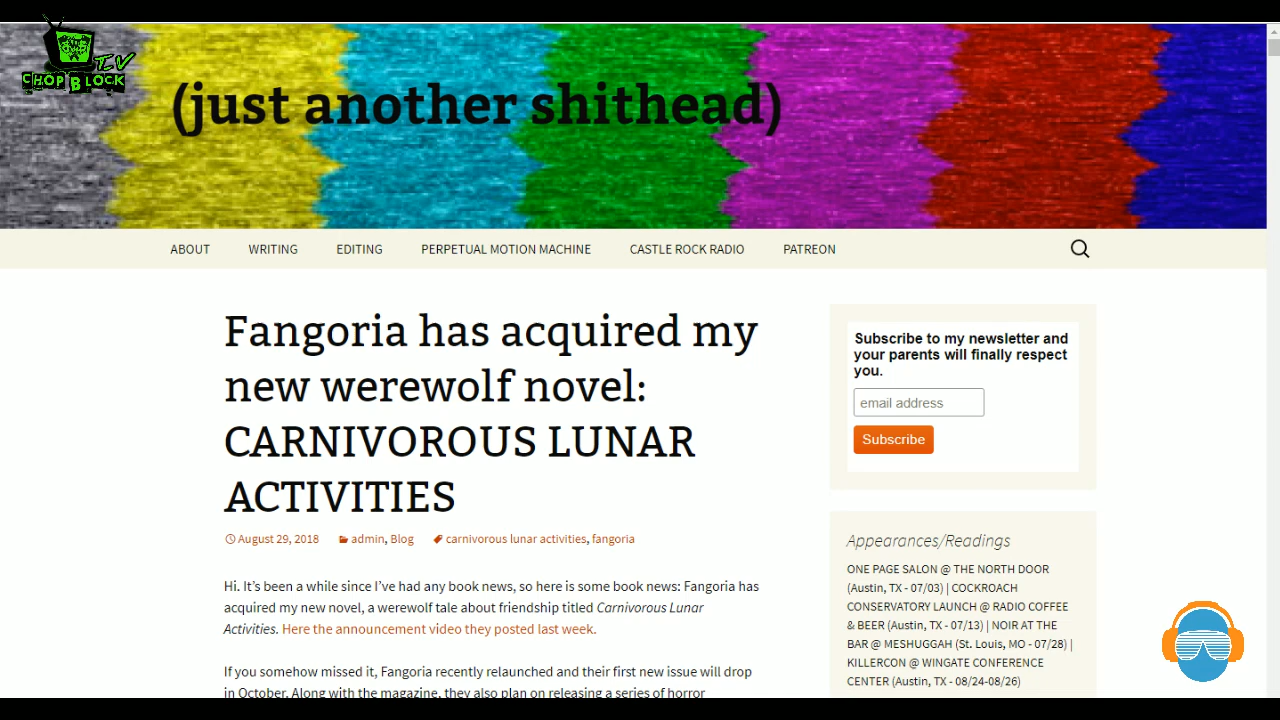 T.V
CHOP BLOCK
(just another shithead)
ABOUT WRITING EDITING PERPETUAL MOTION MACHINE CASTLE ROCK RADIO PATREON
Fangoria has acquired my
new werewolf novel:
CARNIVOROUS LUNAR
ACTIVITIES
August 29, 2018 admin, Blog carnivorous lunar activities, fangoria
Hi. It's been a while since I've had any book news, so here is some book news: Fangoria has
acquired my new novel, a werewolf tale about friendship titled Carnivorous Lunar
Activities. Here the announcement video they posted last week.
If you somehow missed it, Fangoria recently relaunched and their first new issue will drop
in October. Along with the magazine, they also plan on releasing a series of horror
Subscribe to my newsletter and
your parents will finally respect
you.
email address
Subscribe
Appearances/Readings
ONE PAGE SALON @ THE NORTH DOOR
(Austin, TX - 07/03) | COCKROACH
CONSERVATORY LAUNCH @ RADIO COFFEE
& BEER (Austin, TX - 07/13) | NOIR AT THE
BAR @ MESHUGGAH (St. Louis, MO - 07/28) |
KILLERCON @ WINGATE CONFERENCE
CENTER (Austin, TX - 08/24-08/26)